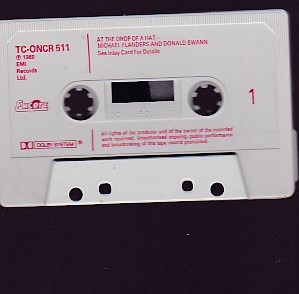 TC-ONCR 511
℗ 1960
EMI
Records
Ltd.
AT THE DROP OF A HAT -
MICHAEL FLANDERS AND DONALD SWANN
See Inlay Card For Details
Encore
1
All rights of the producer and of the owner of the recorded
work reserved. Unauthorised copying, public performance
and broadcasting of this tape record prohibited.
DOLBY SYSTEM ®